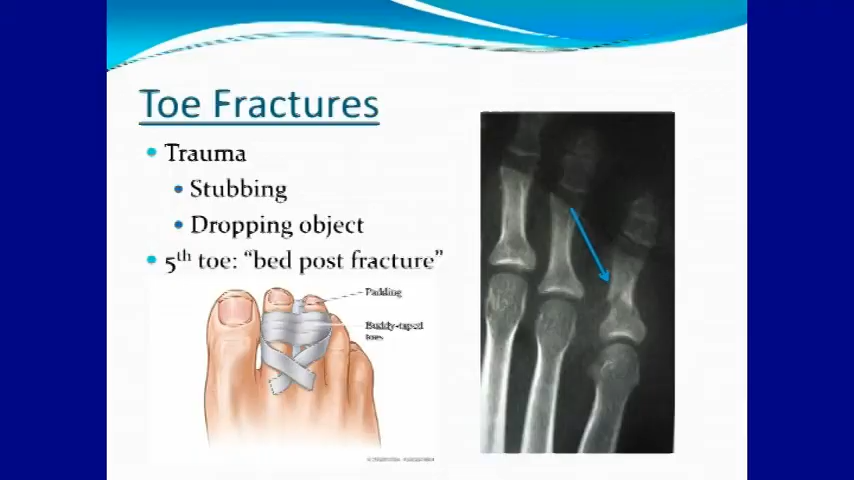 Toe Fractures
• Trauma
• Stubbing
• Dropping object
• 5th toe: “bed post fracture”
Padding
Buddy-taped
toes